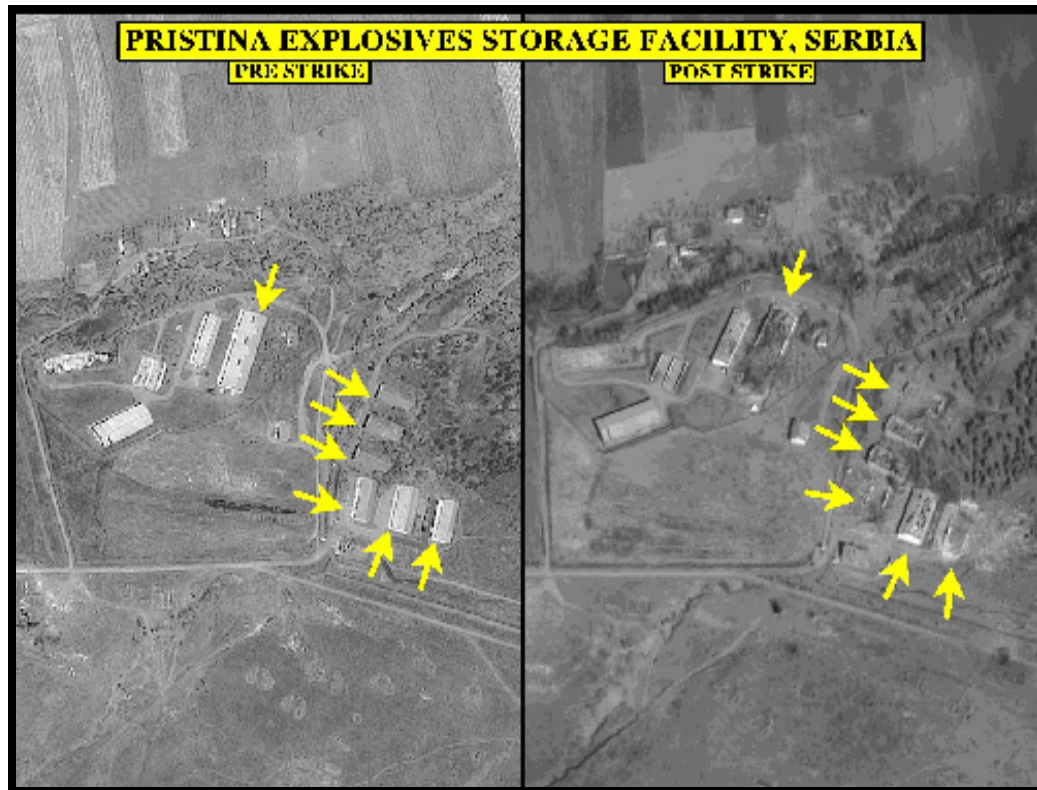 PRISTINA EXPLOSIVES STORAGE FACILITY, SERBIA
PRE STRIKE
POST STRIKE